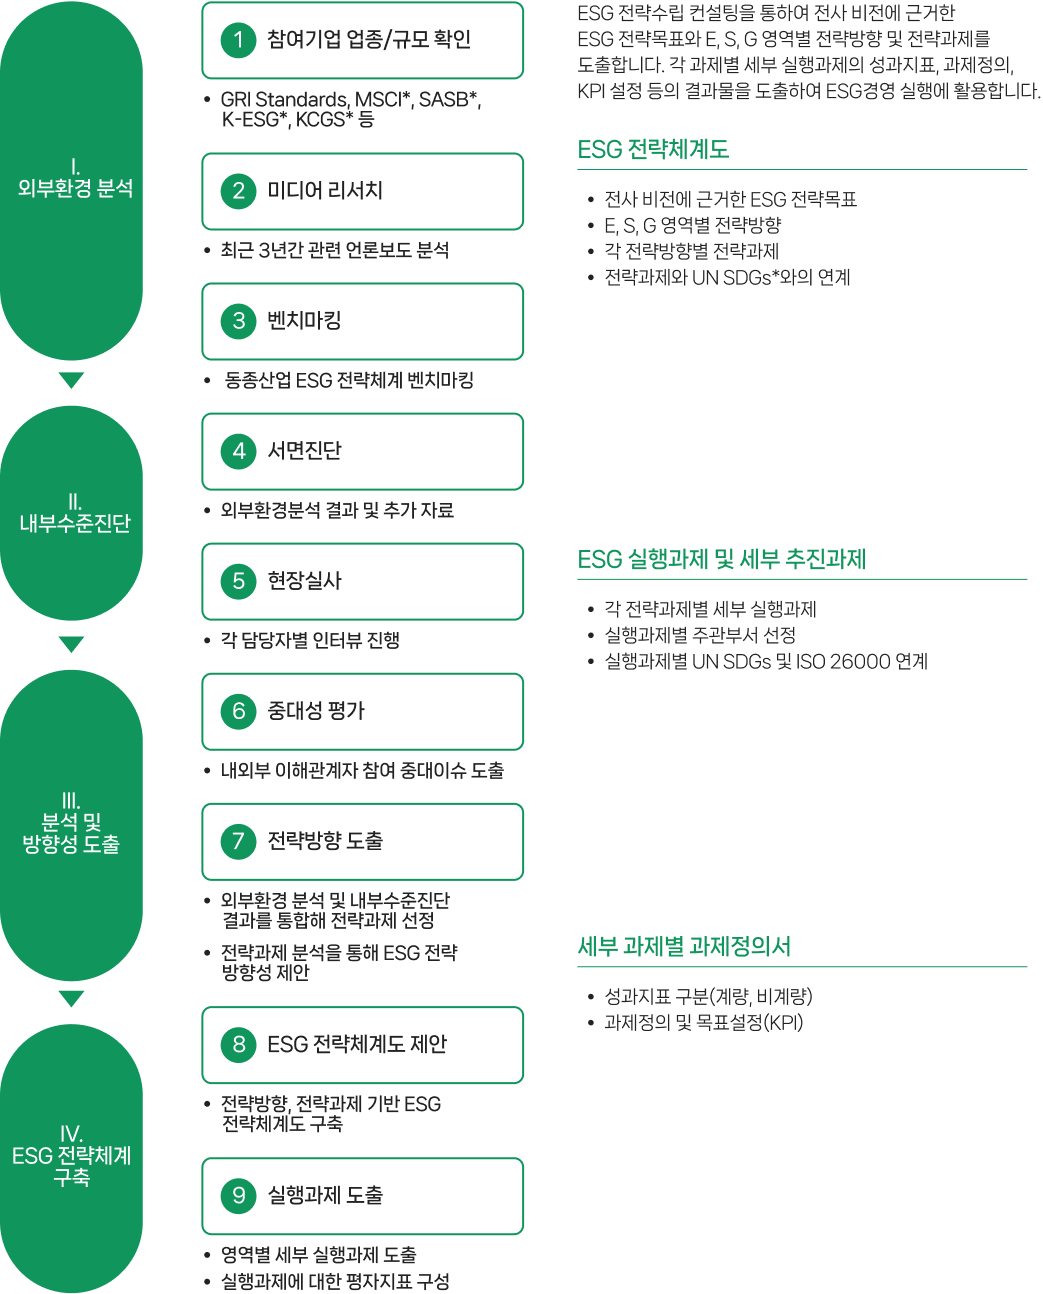 I.
외부환경 분석
1 참여기업 업종/규모 확인
• GRI Standards, MSCI*, SASB*,
K-ESG*, KCGS* 등
2 미디어 리서치
• 최근 3년간 관련 언론보도 분석
3 벤치마킹
• 동종산업 ESG 전략체계 벤치마킹
II.
내부수준진단
4 서면진단
• 외부환경분석 결과 및 추가 자료
5 현장실사
• 각 담당자별 인터뷰 진행
III.
분석 및
방향성 도출
6 중대성 평가
• 내외부 이해관계자 참여 중대이슈 도출
7 전략방향 도출
• 외부환경 분석 및 내부수준진단
결과를 통합해 전략과제 선정
• 전략과제 분석을 통해 ESG 전략
방향성 제안
IV.
ESG 전략체계
구축
8 ESG 전략체계도 제안
• 전략방향, 전략과제 기반 ESG
전략체계도 구축
9 실행과제 도출
• 영역별 세부 실행과제 도출
• 실행과제에 대한 평자지표 구성
ESG 전략수립 컨설팅을 통하여 전사 비전에 근거한
ESG 전략목표와 E, S, G 영역별 전략방향 및 전략과제를
도출합니다. 각 과제별 세부 실행과제의 성과지표, 과제정의,
KPI 설정 등의 결과물을 도출하여 ESG경영 실행에 활용합니다.
ESG 전략체계도
• 전사 비전에 근거한 ESG 전략목표
• E, S, G 영역별 전략방향
• 각 전략방향별 전략과제
• 전략과제와 UN SDGs*와의 연계
ESG 실행과제 및 세부 추진과제
• 각 전략과제별 세부 실행과제
• 실행과제별 주관부서 선정
• 실행과제별 UN SDGs 및 ISO 26000 연계
세부 과제별 과제정의서
• 성과지표 구분(계량, 비계량)
• 과제정의 및 목표설정(KPI)